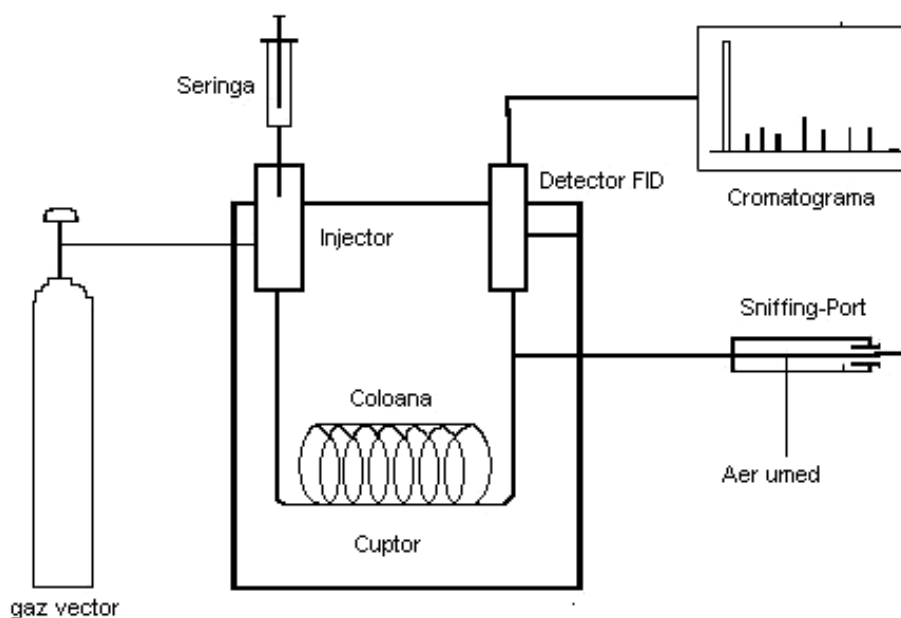 Seringa
Detector FID
Cromatograma
Injector
Sniffing-Port
Coloana
Aer umed
Cuptor
gaz vector